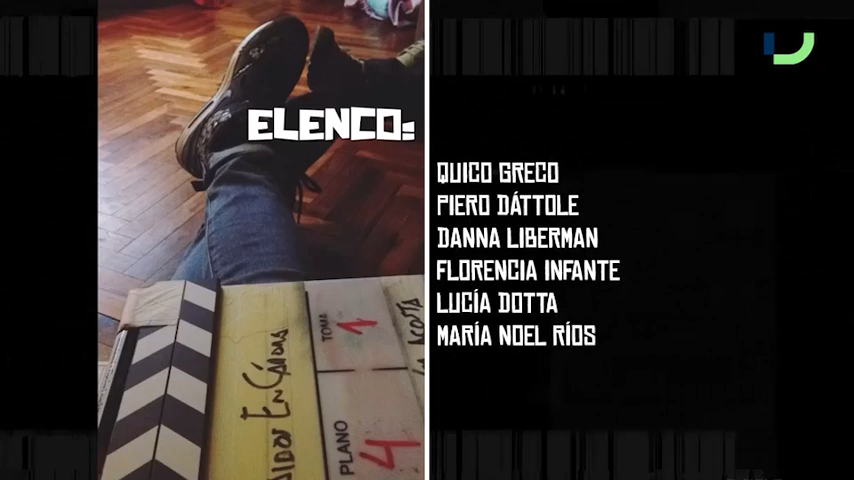 ELENCO:
QUICO GRECO
PIERO DÁTTOLE
DANNA LIBERMAN
FLORENCIA INFANTE
LUCÍA DOTTA
MARÍA NOEL RÍOS
TOMA
1
PLANO
4